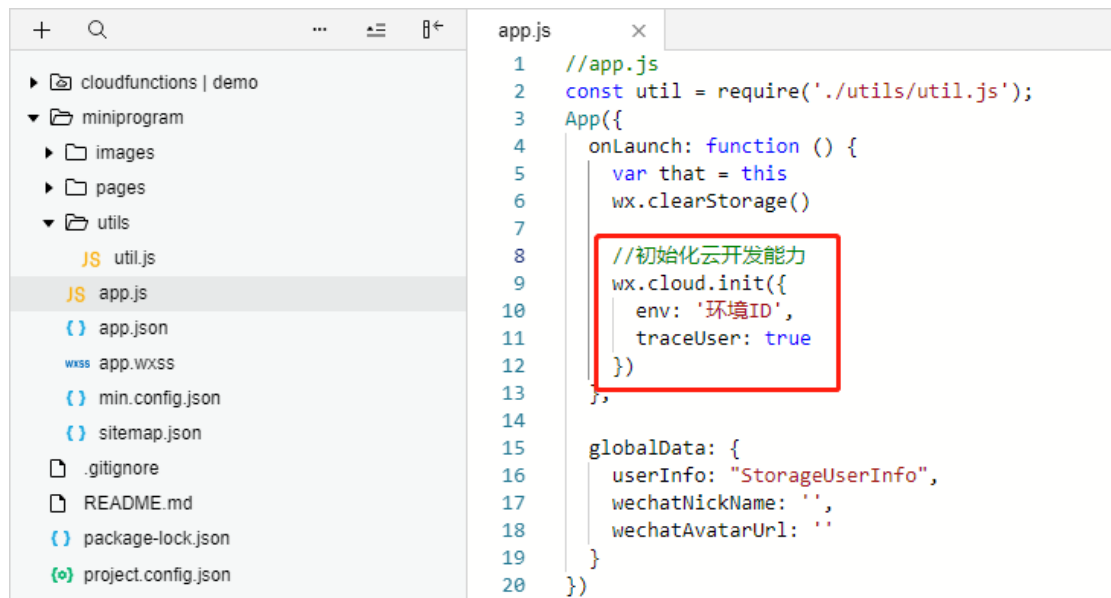 cloudfunctions | demo
miniprogram
images
pages
utils
JS util.js
JS app.js
{ } app.json
wxss app.wxss
{ } min.config.json
{ } sitemap.json
.gitignore
README.md
{ } package-lock.json
{o} project.config.json
app.js
1 //app.js
2 const util = require('./utils/util.js');
3 App({
4 onLaunch: function () {
5 var that = this
6 wx.clearStorage()
7
8 //初始化云开发能力
9 wx.cloud.init({
10 env: '环境ID',
11 traceUser: true
12 })
13 },
14
15 globalData: {
16 userInfo: "StorageUserInfo",
17 wechatNickName: '',
18 wechatAvatarUrl: ''
19 }
20 })